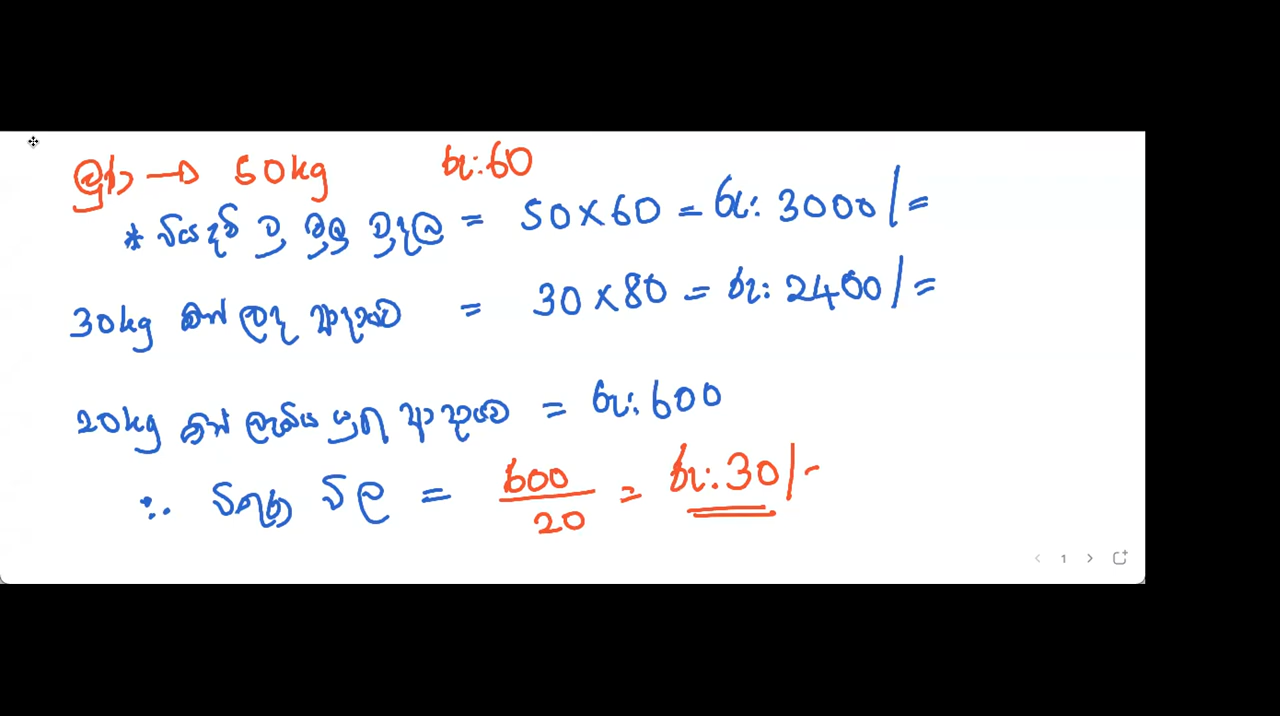 මුළු → 50kg රු:60
* වියදම් වු මුළු මුදල = 50 × 60 = රු: 3000/=
30kg කින් ලැබූ ආදායම = 30 × 80 = රු: 2400/=
20kg කින් ලැබිය යුතු ආදායම = රු: 600
∴ විකුණු මිල = 600/20 = රු: 30/-
1